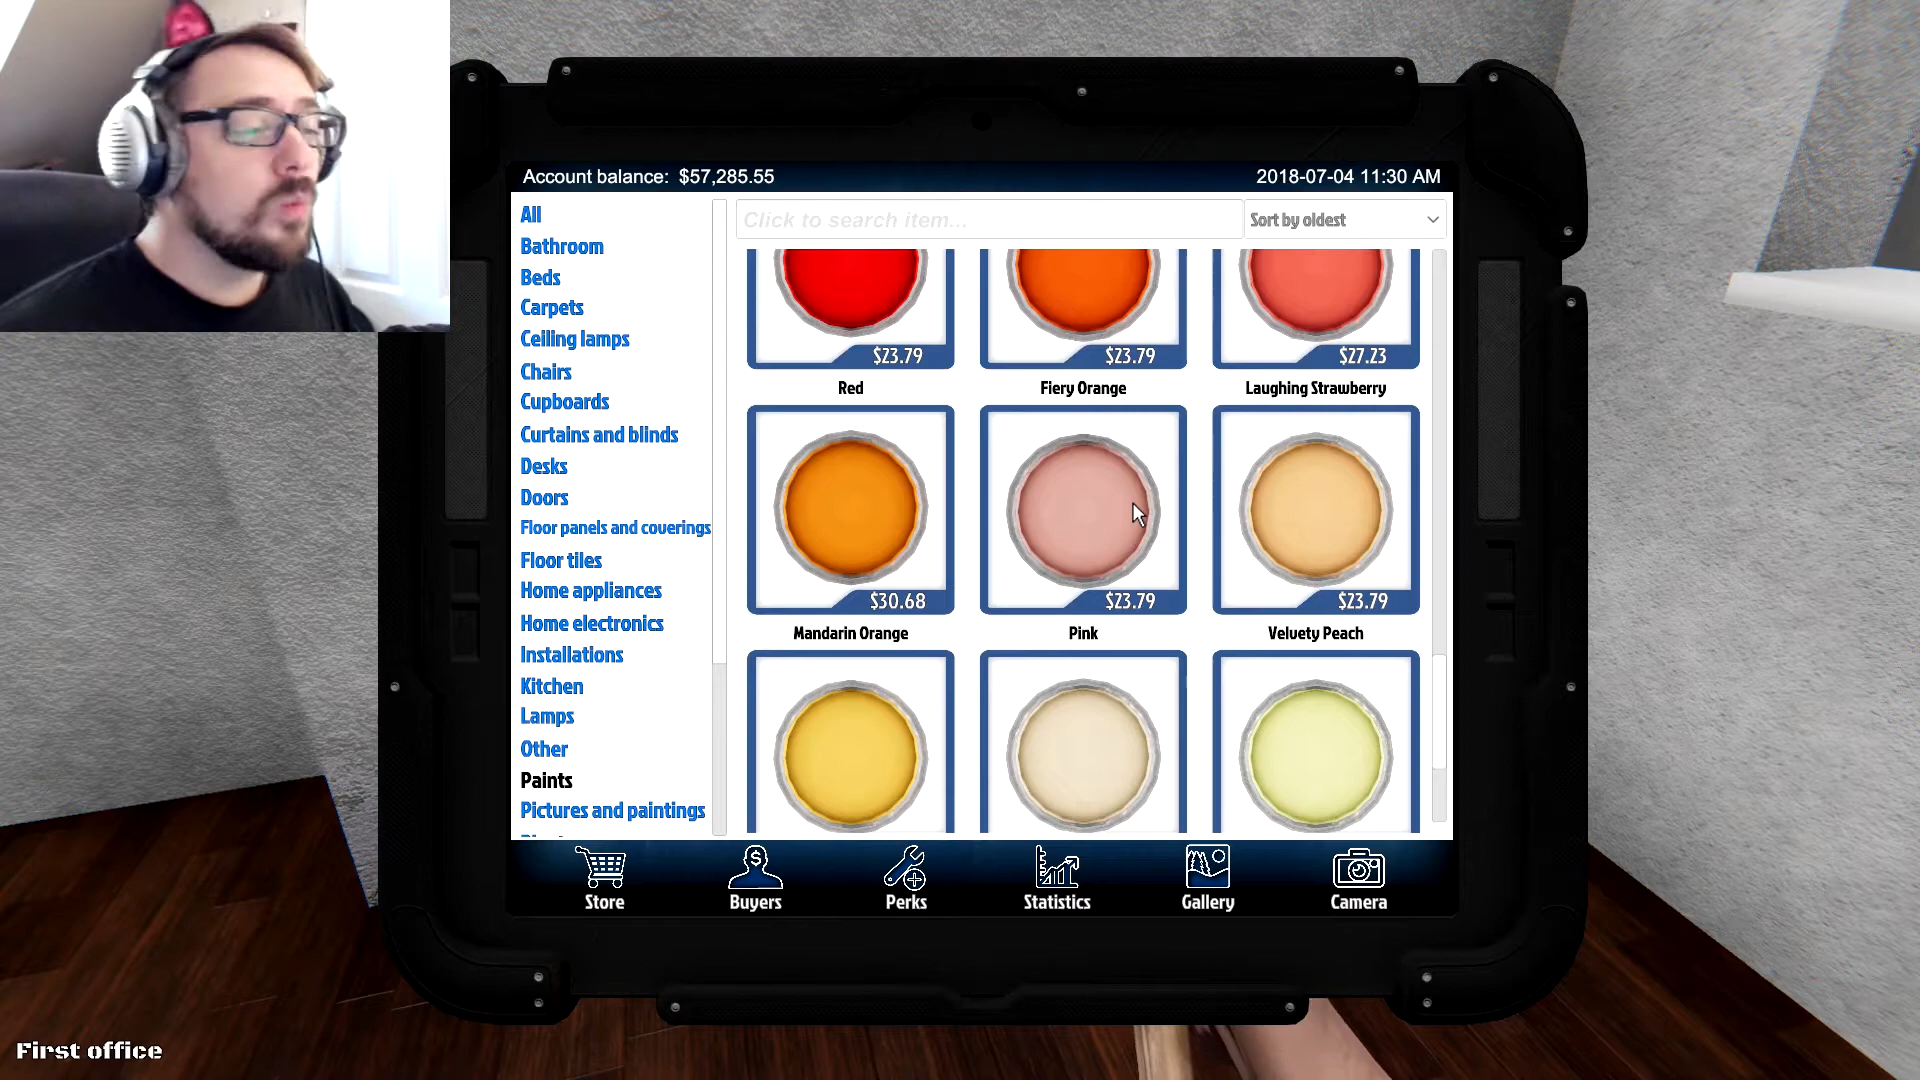 Account balance: $57,285.55
2018-07-04 11:30 AM
All
Bathroom
Beds
Carpets
Ceiling lamps
Chairs
Cupboards
Curtains and blinds
Desks
Doors
Floor panels and coverings
Floor tiles
Home appliances
Home electronics
Installations
Kitchen
Lamps
Other
Paints
Pictures and paintings
Click to search item...
Sort by oldest
$23.79
$23.79
$27.23
Red
Fiery Orange
Laughing Strawberry
$30.68
$23.79
$23.79
Mandarin Orange
Pink
Velvety Peach
Store
Buyers
Perks
Statistics
Gallery
Camera
First office